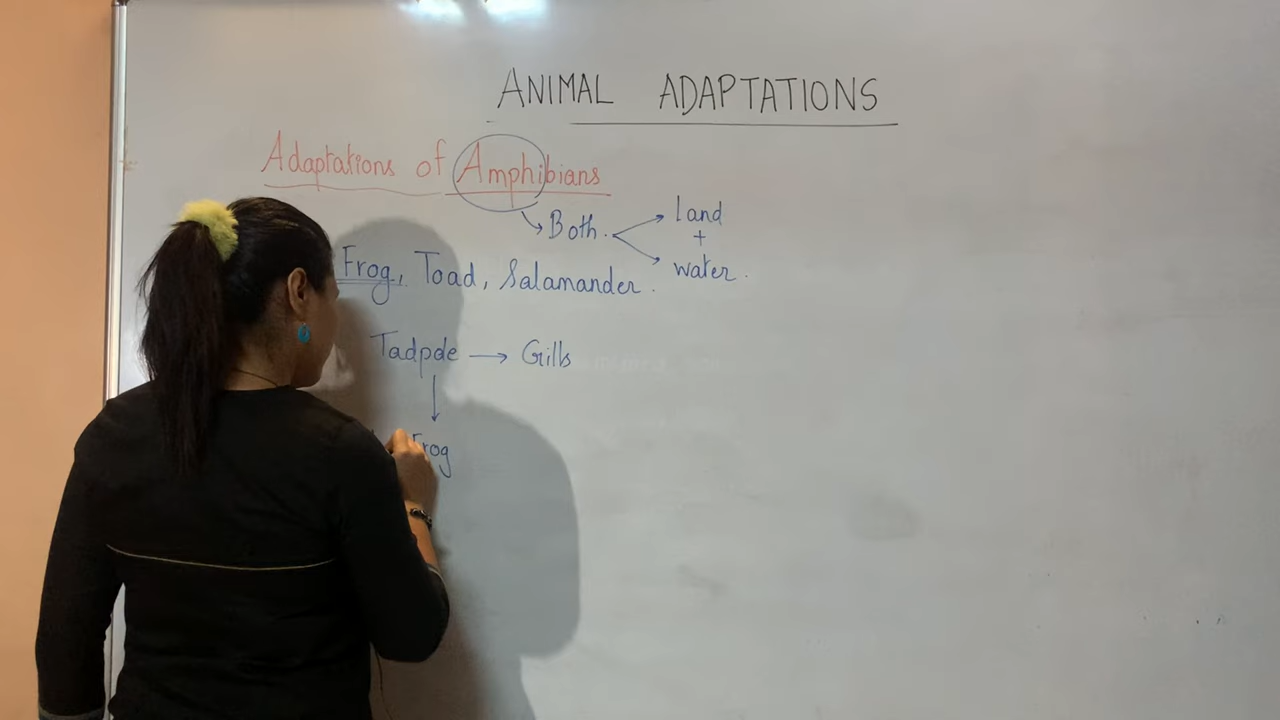 ANIMAL ADAPTATIONS
Adaptations of Amphibians
Both. land
+
water.
Frog, Toad, Salamander.
Tadpole → Gills
Frog